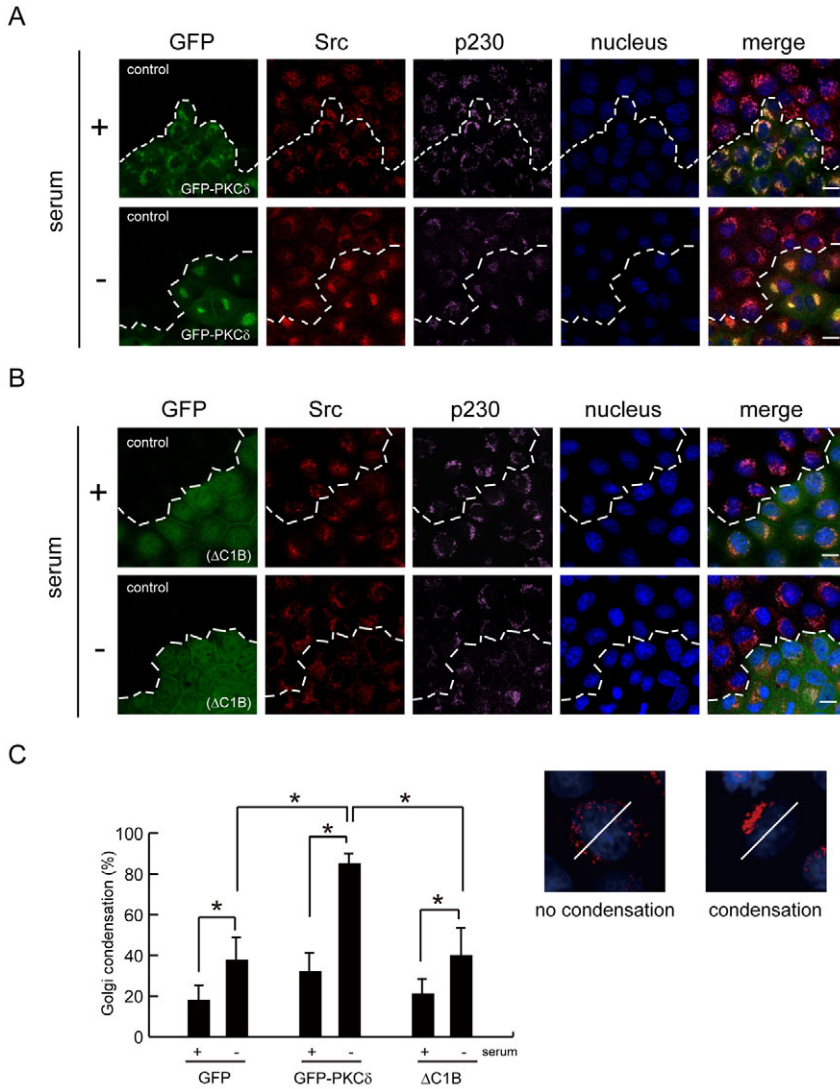 A
GFP Src p230 nucleus merge
control
+
GFP-PKCδ
serum
control
-
GFP-PKCδ
B
GFP Src p230 nucleus merge
control
+
(ΔC1B)
serum
control
-
(ΔC1B)
C
* *
* * *
Golgi condensation (%)
100
80
60
40
20
0
+ - + - + - serum
GFP GFP-PKCδ ΔC1B
no condensation condensation